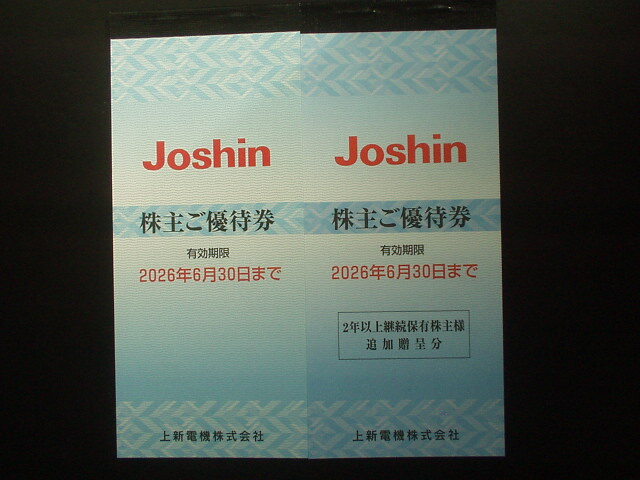 Joshin
株主ご優待券
有効期限
2026年6月30日まで
上新電機株式会社
Joshin
株主ご優待券
有効期限
2026年6月30日まで
2年以上継続保有株主様
追加贈呈分
上新電機株式会社